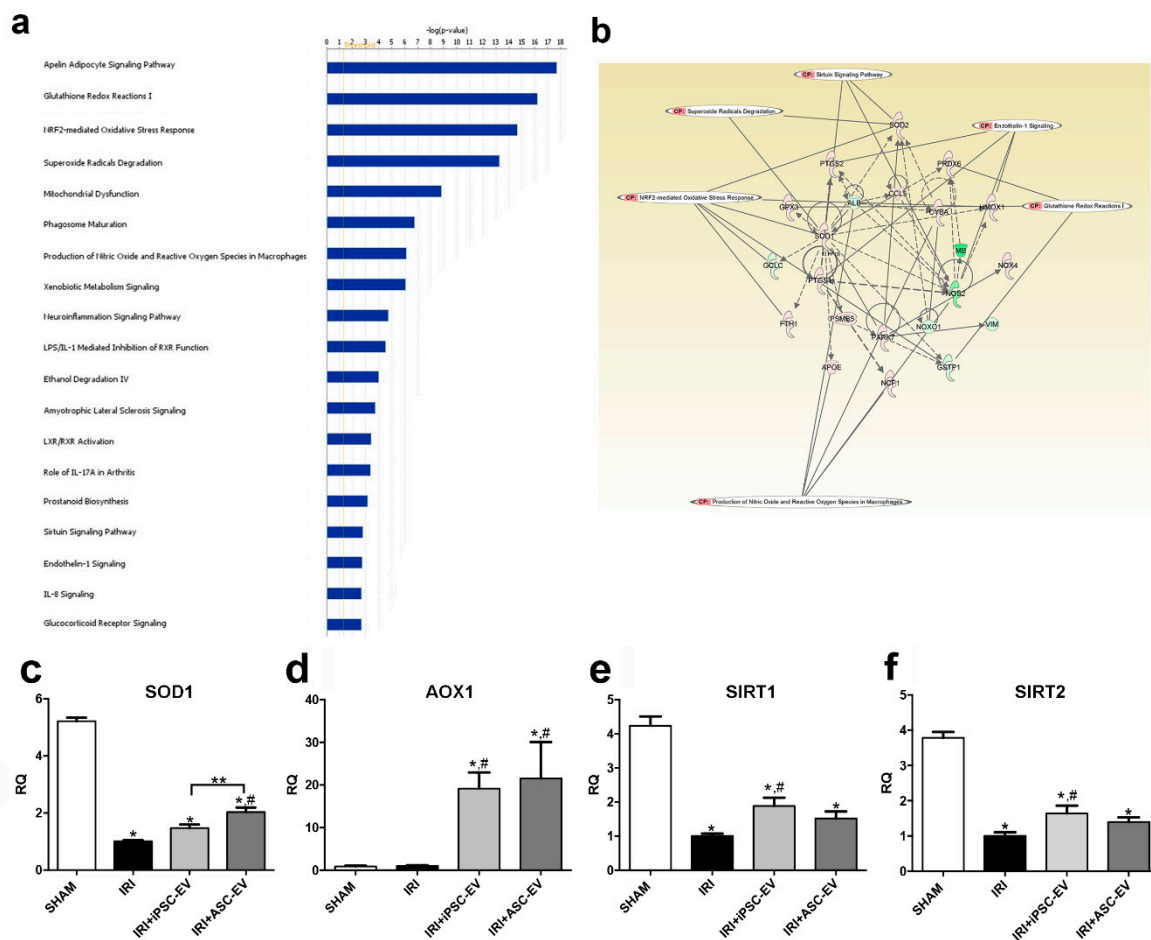 a
-log(p-value)
0 1 2 3 4 5 6 7 8 9 10 11 12 13 14 15 16 17 18
Threshold
Apelin Adipocyte Signaling Pathway
Glutathione Redox Reactions I
NRF2-mediated Oxidative Stress Response
Superoxide Radicals Degradation
Mitochondrial Dysfunction
Phagosome Maturation
Production of Nitric Oxide and Reactive Oxygen Species in Macrophages
Xenobiotic Metabolism Signaling
Neuroinflammation Signaling Pathway
LPS/IL-1 Mediated Inhibition of RXR Function
Ethanol Degradation IV
Amyotrophic Lateral Sclerosis Signaling
LXR/RXR Activation
Role of IL-17A in Arthritis
Prostanoid Biosynthesis
Sirtuin Signaling Pathway
Endothelin-1 Signaling
IL-8 Signaling
Glucocorticoid Receptor Signaling
b
CP: Sirtuin Signaling Pathway
CP: Superoxide Radicals Degradation
SOD2
CP: Endothelin-1 Signaling
PTGS2
PRDX6
CCL5
CP: NRF2-mediated Oxidative Stress Response
ALB
GPX3
CYBA
HMOX1
CP: Glutathione Redox Reactions I
SOD1
MB
GCLC
NOX4
PTGS1
NOS2
FTH1
PSMB5
PARK7
NOXO1
VIM
APOE
GSTP1
NCF1
CP: Production of Nitric Oxide and Reactive Oxygen Species in Macrophages
c
SOD1
6
4
2
0
RQ
*
*
**
*,#
SHAM
IRI
IRI+iPSC-EV
IRI+ASC-EV
d
AOX1
40
30
20
10
0
RQ
*,#
*,#
SHAM
IRI
IRI+iPSC-EV
IRI+ASC-EV
e
SIRT1
5
4
3
2
1
0
RQ
*
*,#
*
SHAM
IRI
IRI+iPSC-EV
IRI+ASC-EV
f
SIRT2
5
4
3
2
1
0
RQ
*
*,#
*
SHAM
IRI
IRI+iPSC-EV
IRI+ASC-EV